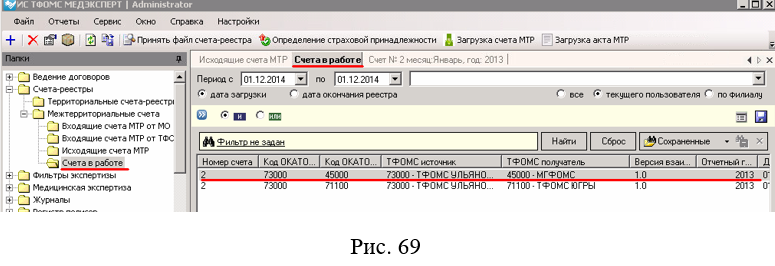 ИС ТФОМС МЕДЭКСПЕРТ | Administrator
Файл Отчеты Сервис Окно Справка Настройки
Принять файл счета-реестра Определение страховой принадлежности Загрузка счета МТР Загрузка акта МТР
Папки
Исходящие счета МТР Счета в работе Счет № 2 месяц:Январь, год: 2013
Ведение договоров
Счета-реестры
Территориальные счета-реестры
Межтерриториальные счета
Входящие счета МТР от МО
Входящие счета МТР от ТФО
Исходящие счета МТР
Счета в работе
Фильтры экспертизы
Медицинская экспертиза
Журналы
Период с 01.12.2014 по 01.12.2014
дата загрузки дата окончания реестра все текущего пользователя по филиалу
И ИЛИ
Фильтр не задан Найти Сброс Сохраненные
Номер счета Код ОКАТО... Код ОКАТО... ТФОМС источник ТФОМС получатель Версия взаи... Отчетный г... Д
2 73000 45000 73000 - ТФОМС УЛЬЯНО... 45000 - МГФОМС 1.0 2013
2 73000 71100 73000 - ТФОМС УЛЬЯНО... 71100 - ТФОМС ЮГРЫ 1.0 2013
Рис. 69